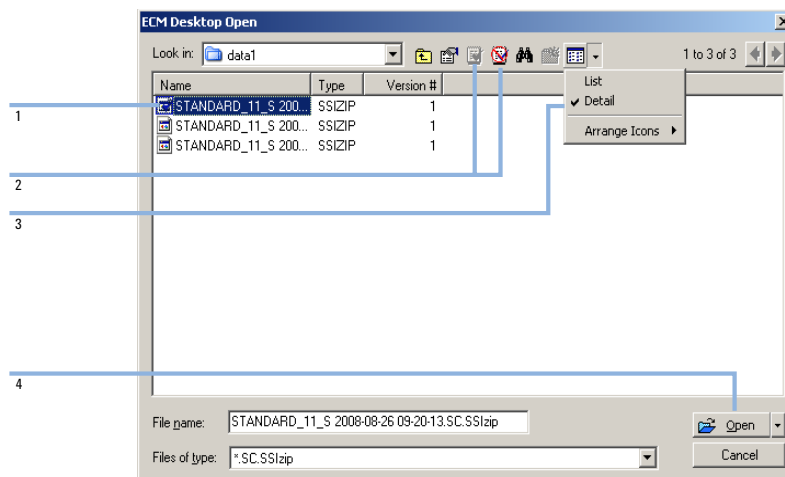 ECM Desktop Open
Look in: data1
1 to 3 of 3
Name Type Version #
STANDARD_11_S 200... SSIZIP 1
STANDARD_11_S 200... SSIZIP 1
STANDARD_11_S 200... SSIZIP 1
List
Detail
Arrange Icons
1
2
3
4
File name: STANDARD_11_S 2008-08-26 09-20-13.SC.SSIzip
Open
Files of type: *.SC.SSIzip
Cancel